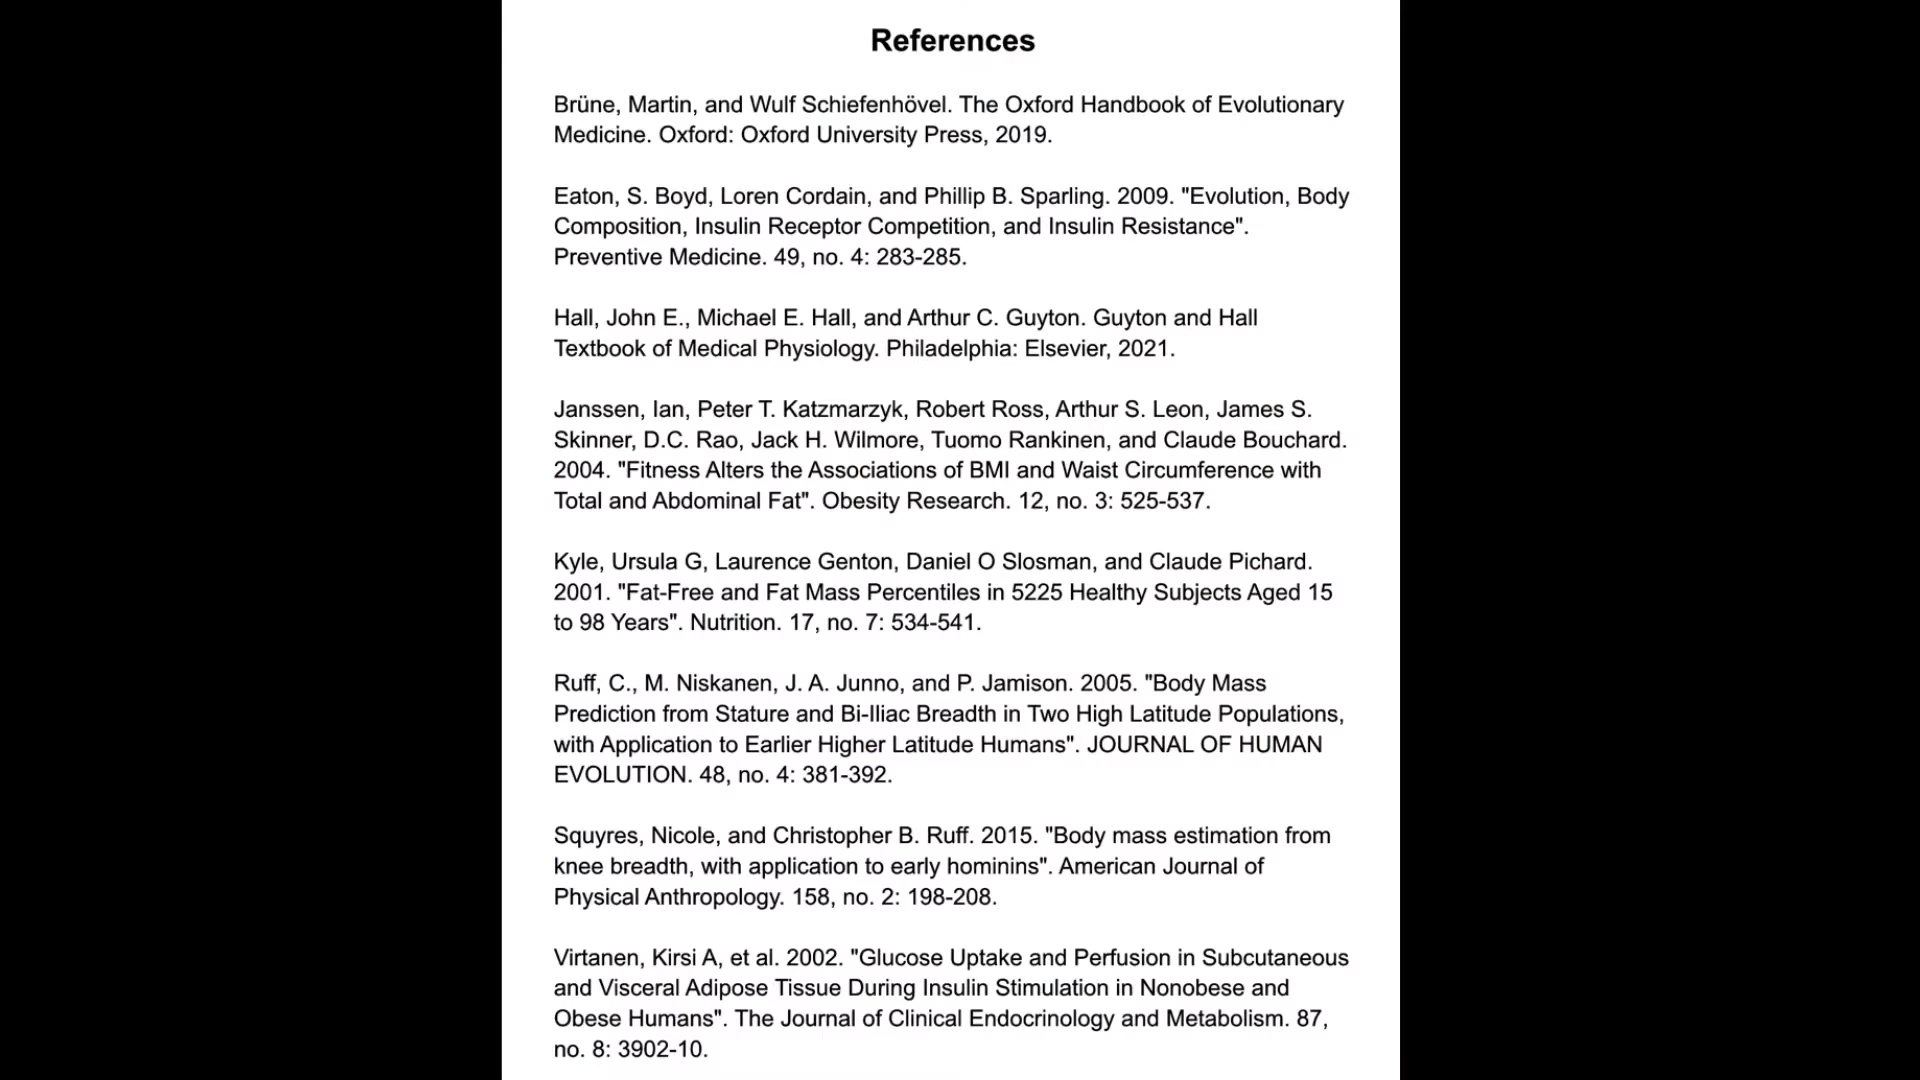 References
Brüne, Martin, and Wulf Schiefenhövel. The Oxford Handbook of Evolutionary
Medicine. Oxford: Oxford University Press, 2019.
Eaton, S. Boyd, Loren Cordain, and Phillip B. Sparling. 2009. "Evolution, Body
Composition, Insulin Receptor Competition, and Insulin Resistance".
Preventive Medicine. 49, no. 4: 283-285.
Hall, John E., Michael E. Hall, and Arthur C. Guyton. Guyton and Hall
Textbook of Medical Physiology. Philadelphia: Elsevier, 2021.
Janssen, Ian, Peter T. Katzmarzyk, Robert Ross, Arthur S. Leon, James S.
Skinner, D.C. Rao, Jack H. Wilmore, Tuomo Rankinen, and Claude Bouchard.
2004. "Fitness Alters the Associations of BMI and Waist Circumference with
Total and Abdominal Fat". Obesity Research. 12, no. 3: 525-537.
Kyle, Ursula G, Laurence Genton, Daniel O Slosman, and Claude Pichard.
2001. "Fat-Free and Fat Mass Percentiles in 5225 Healthy Subjects Aged 15
to 98 Years". Nutrition. 17, no. 7: 534-541.
Ruff, C., M. Niskanen, J. A. Junno, and P. Jamison. 2005. "Body Mass
Prediction from Stature and Bi-Iliac Breadth in Two High Latitude Populations,
with Application to Earlier Higher Latitude Humans". JOURNAL OF HUMAN
EVOLUTION. 48, no. 4: 381-392.
Squyres, Nicole, and Christopher B. Ruff. 2015. "Body mass estimation from
knee breadth, with application to early hominins". American Journal of
Physical Anthropology. 158, no. 2: 198-208.
Virtanen, Kirsi A, et al. 2002. "Glucose Uptake and Perfusion in Subcutaneous
and Visceral Adipose Tissue During Insulin Stimulation in Nonobese and
Obese Humans". The Journal of Clinical Endocrinology and Metabolism. 87,
no. 8: 3902-10.